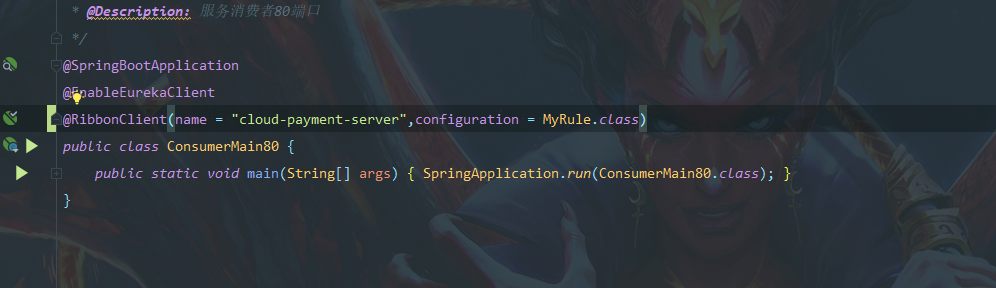 * @Description: 服务消费者80端口
*/
@SpringBootApplication
@EnableEurekaClient
@RibbonClient(name = "cloud-payment-server",configuration = MyRule.class)
public class ConsumerMain80 {
public static void main(String[] args) { SpringApplication.run(ConsumerMain80.class); }
}